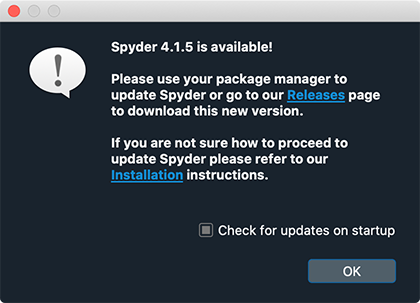 Spyder 4.1.5 is available!
Please use your package manager to
update Spyder or go to our Releases page
to download this new version.
If you are not sure how to proceed to
update Spyder please refer to our
Installation instructions.
Check for updates on startup
OK